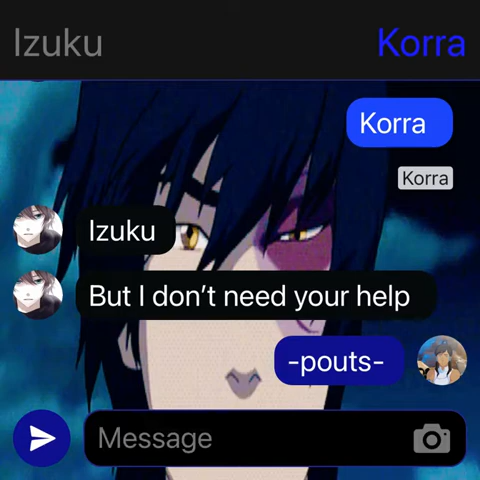 Izuku
Korra
Korra
Korra
Izuku
But I don't need your help
-pouts-
Message